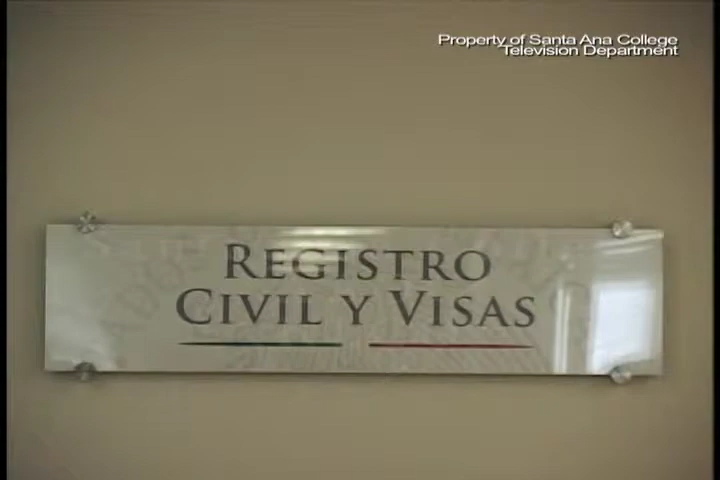 Property of Santa Ana College
Television Department
REGISTRO
CIVIL Y VISAS